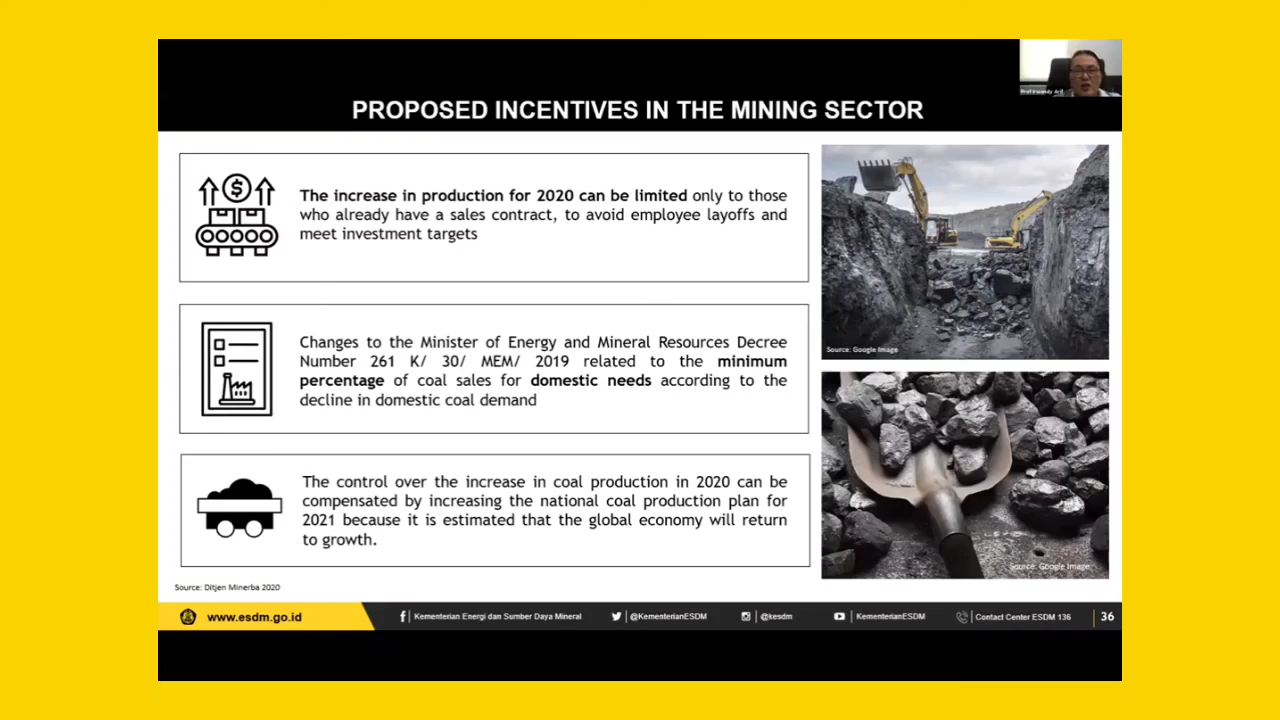 Prof Irwandy Arif
PROPOSED INCENTIVES IN THE MINING SECTOR
The increase in production for 2020 can be limited only to those
who already have a sales contract, to avoid employee layoffs and
meet investment targets
Changes to the Minister of Energy and Mineral Resources Decree
Number 261 K/ 30/ MEM/ 2019 related to the minimum
percentage of coal sales for domestic needs according to the
decline in domestic coal demand
The control over the increase in coal production in 2020 can be
compensated by increasing the national coal production plan for
2021 because it is estimated that the global economy will return
to growth.
Source: Google Image
Source: Google Image
Source: Ditjen Minerba 2020
www.esdm.go.id
Kementerian Energi dan Sumber Daya Mineral
@KementerianESDM
@kesdm
KementerianESDM
Contact Center ESDM 136
36